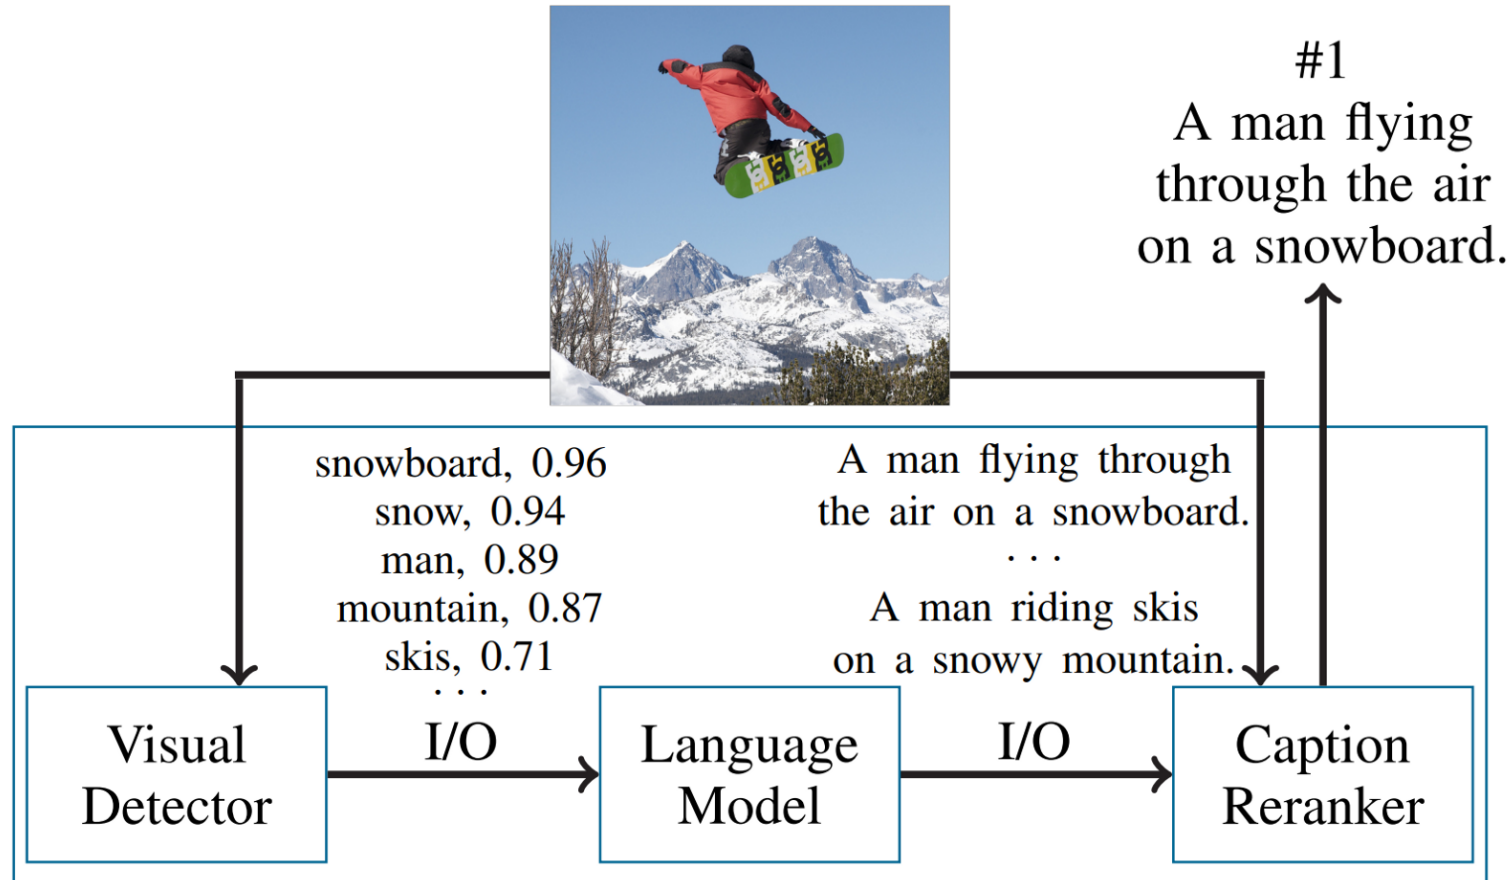 #1
A man flying
through the air
on a snowboard.
snowboard, 0.96
snow, 0.94
man, 0.89
mountain, 0.87
skis, 0.71
. . .
A man flying through
the air on a snowboard.
. . .
A man riding skis
on a snowy mountain.
Visual
Detector
I/O
Language
Model
I/O
Caption
Reranker